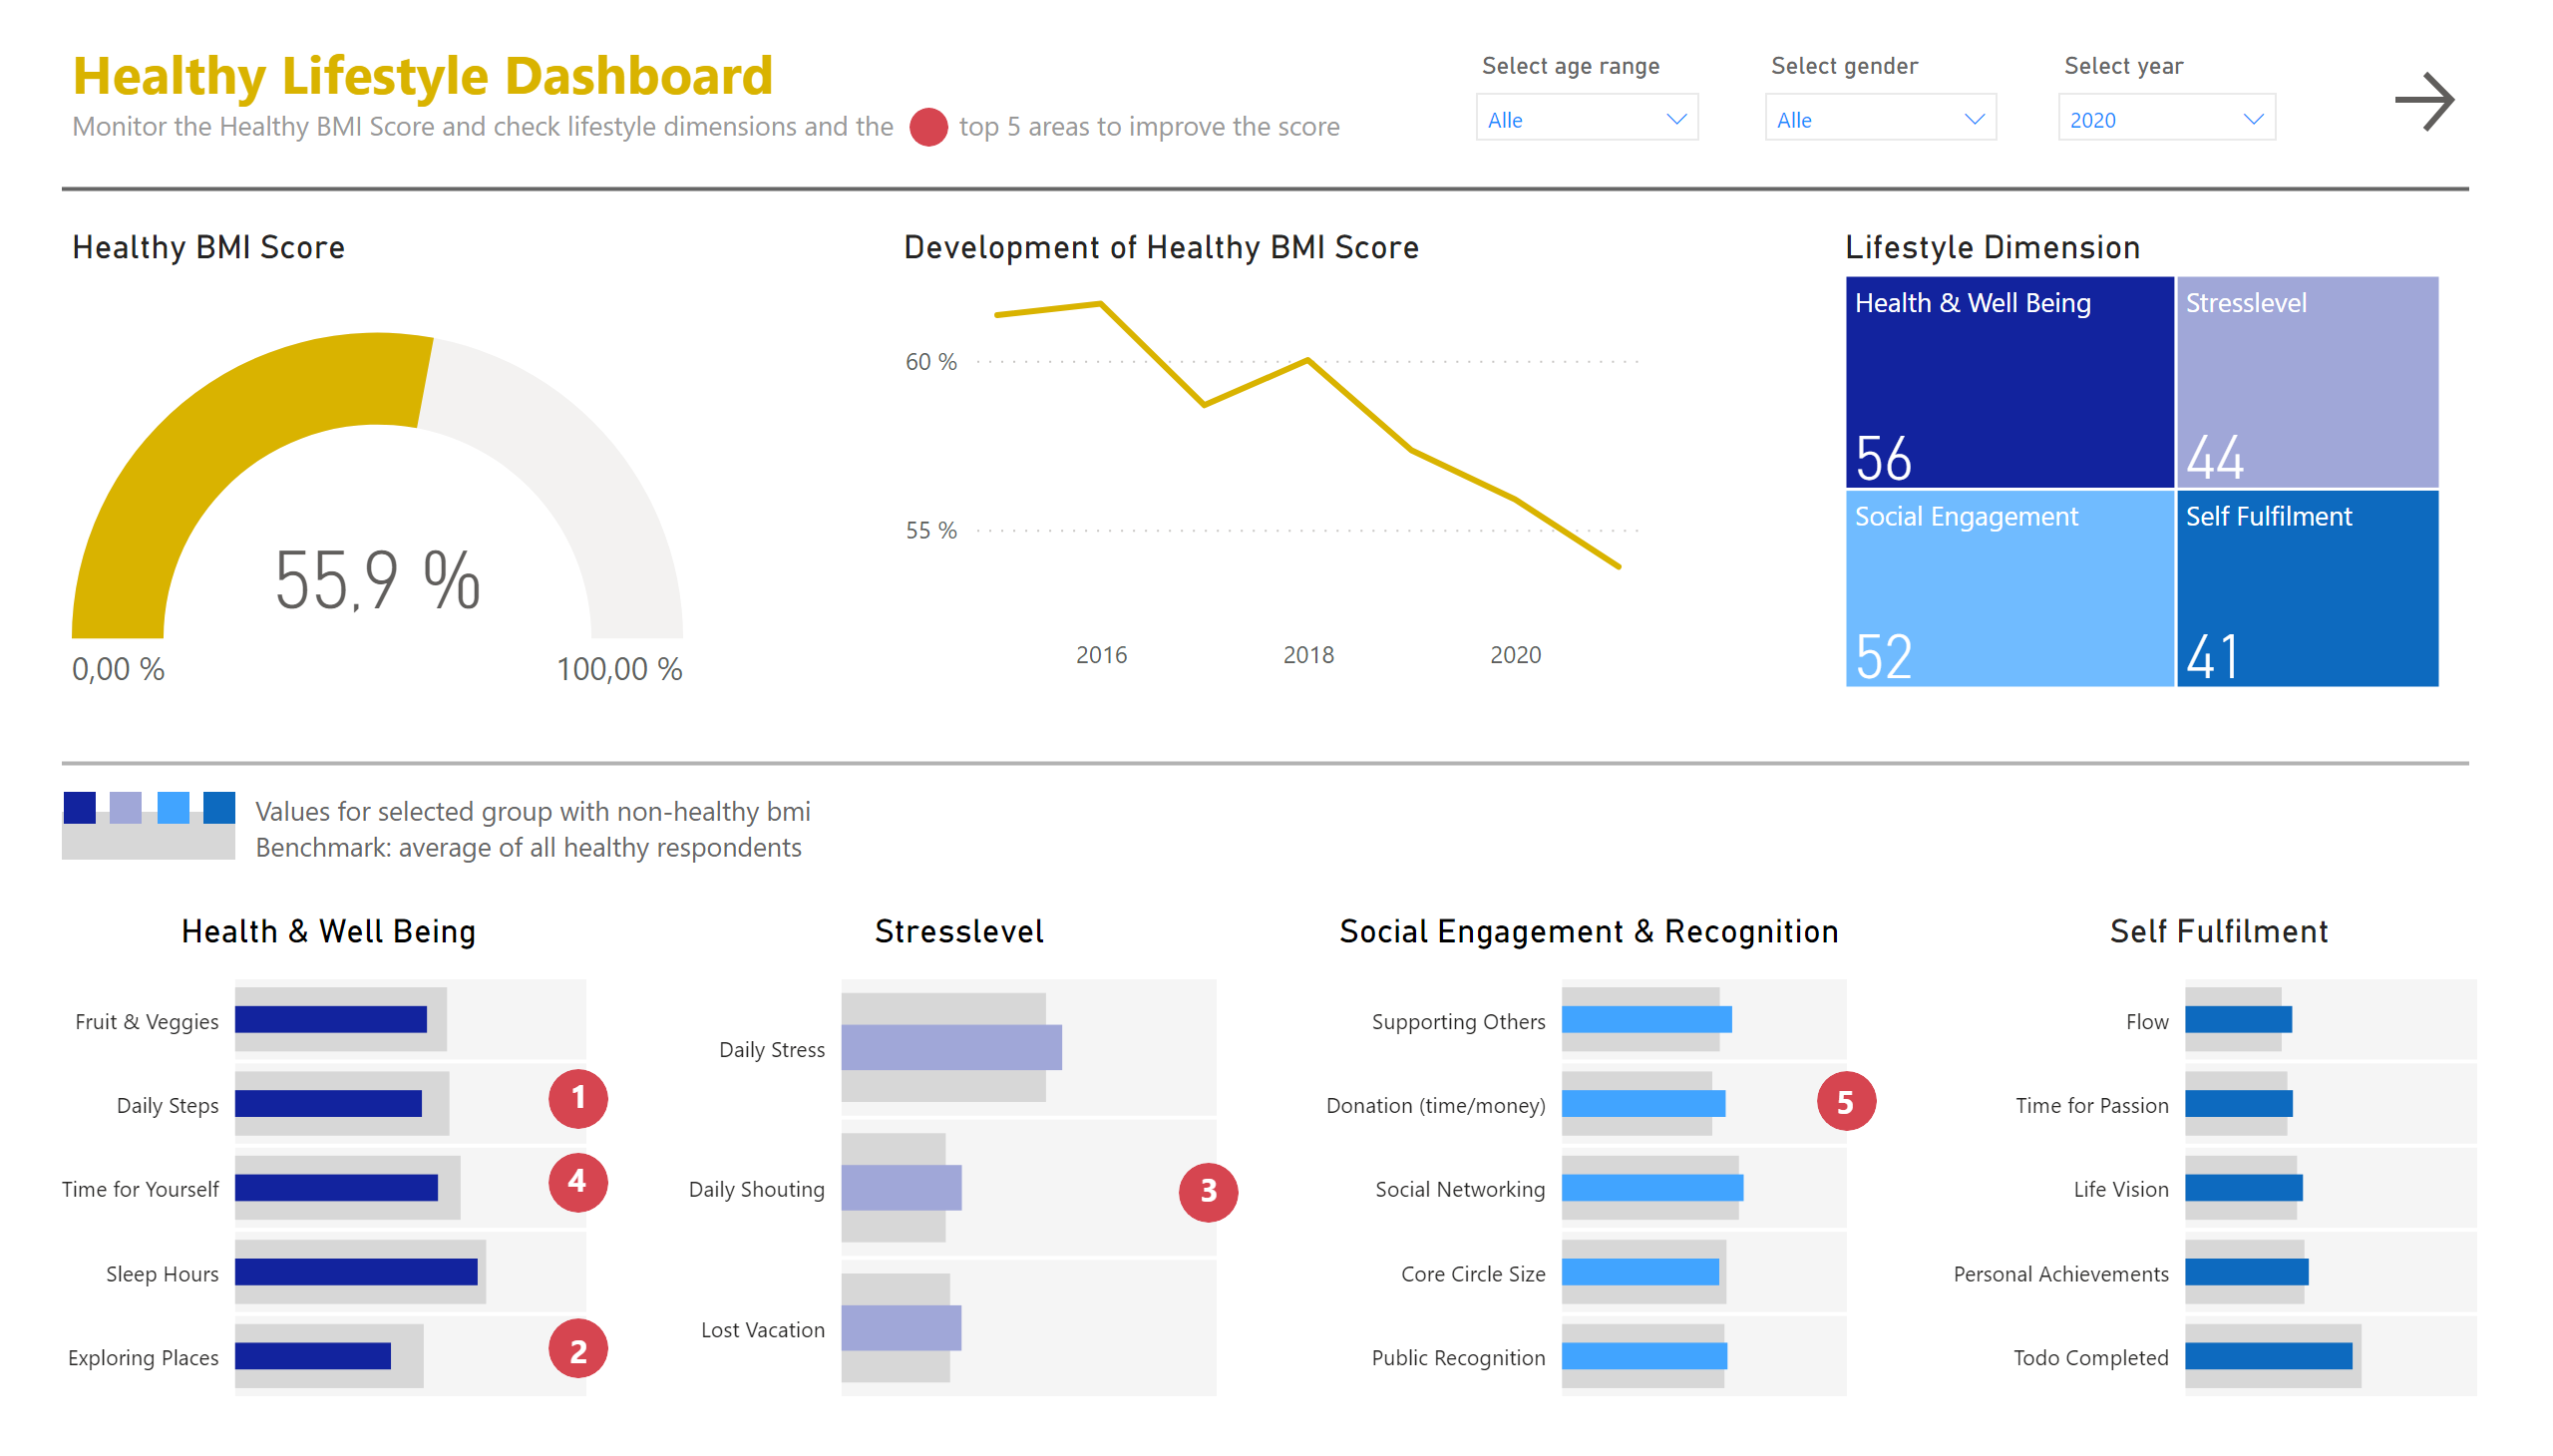 Healthy Lifestyle Dashboard
Monitor the Healthy BMI Score and check lifestyle dimensions and the top 5 areas to improve the score
Select age range
Alle
Select gender
Alle
Select year
2020
Healthy BMI Score
55,9 %
0,00 %
100,00 %
Development of Healthy BMI Score
60 %
55 %
2016
2018
2020
Lifestyle Dimension
Health & Well Being
56
Stresslevel
44
Social Engagement
52
Self Fulfilment
41
Values for selected group with non-healthy bmi
Benchmark: average of all healthy respondents
Health & Well Being
Fruit & Veggies
Daily Steps
1
Time for Yourself
4
Sleep Hours
Exploring Places
2
Stresslevel
Daily Stress
Daily Shouting
3
Lost Vacation
Social Engagement & Recognition
Supporting Others
Donation (time/money)
5
Social Networking
Core Circle Size
Public Recognition
Self Fulfilment
Flow
Time for Passion
Life Vision
Personal Achievements
Todo Completed